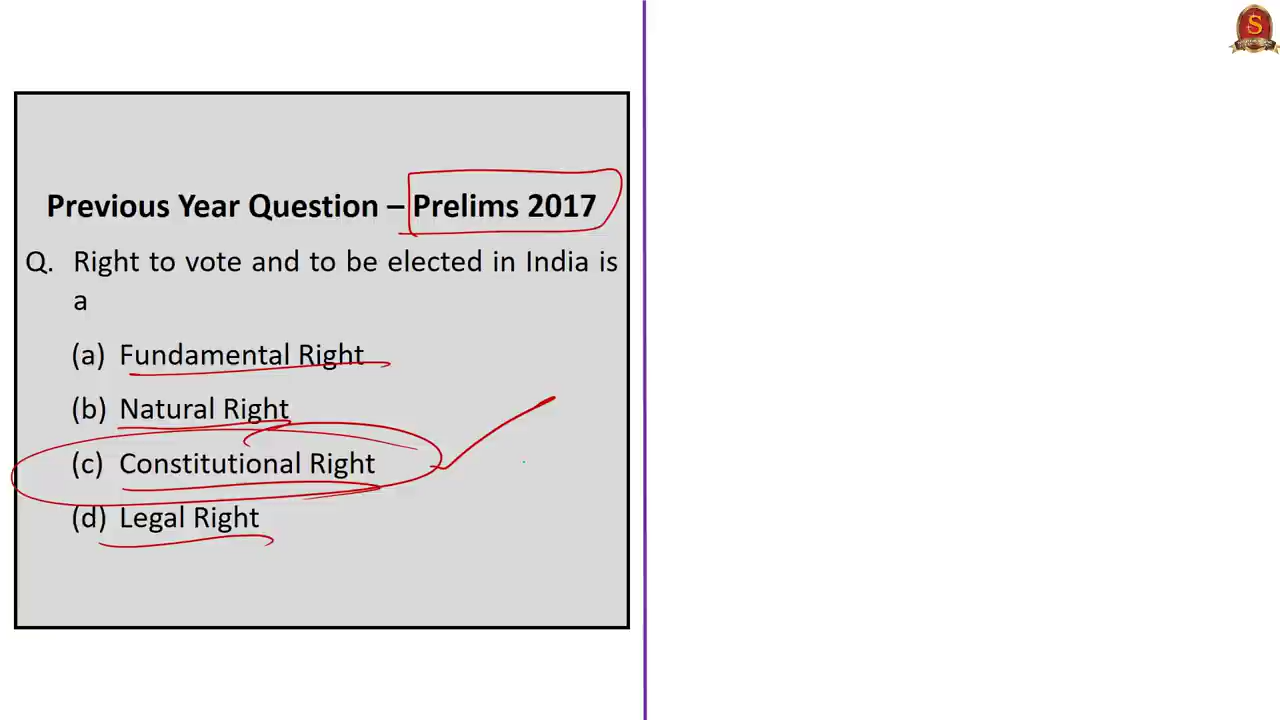 S
Previous Year Question – Prelims 2017
Q. Right to vote and to be elected in India is
a
(a) Fundamental Right
(b) Natural Right
(c) Constitutional Right
(d) Legal Right